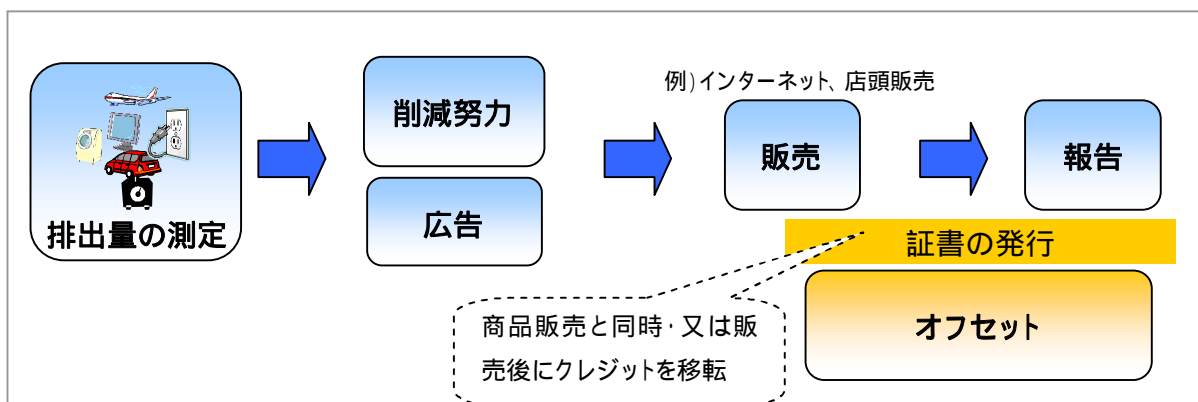 排出量の測定
削減努力
広告
例)インターネット、店頭販売
販売
報告
証書の発行
オフセット
商品販売と同時・又は販
売後にクレジットを移転